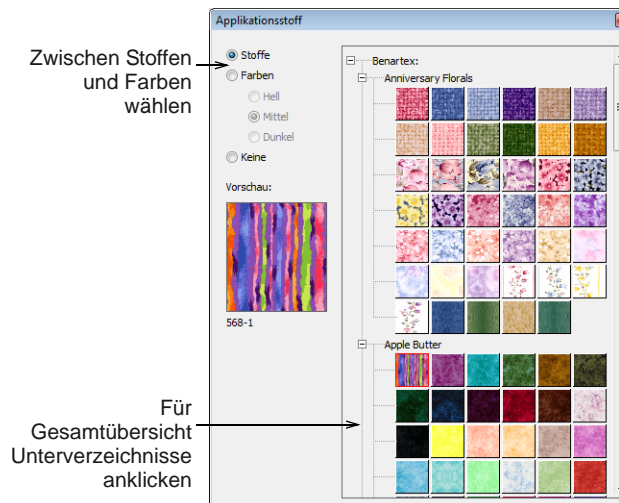 Applikationsstoff
Zwischen Stoffen
und Farben
wählen
Stoffe
Farben
Hell
Mittel
Dunkel
Keine
Vorschau:
568-1
Benartex:
Anniversary Florals
Apple Butter
Für
Gesamtübersicht
Unterverzeichnisse
anklicken